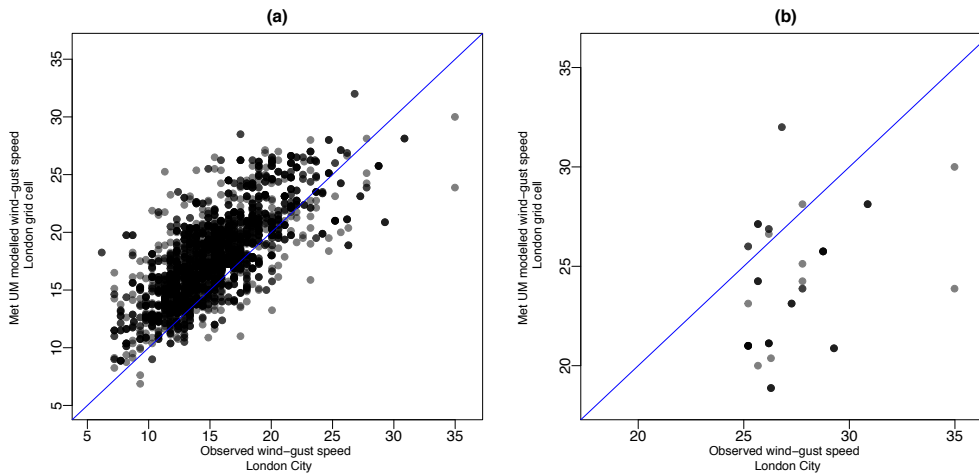 (a)
Met UM modelled wind−gust speed
London grid cell
35
30
25
20
15
10
5
5 10 15 20 25 30 35
Observed wind−gust speed
London City
(b)
Met UM modelled wind−gust speed
London grid cell
35
30
25
20
20 25 30 35
Observed wind−gust speed
London City